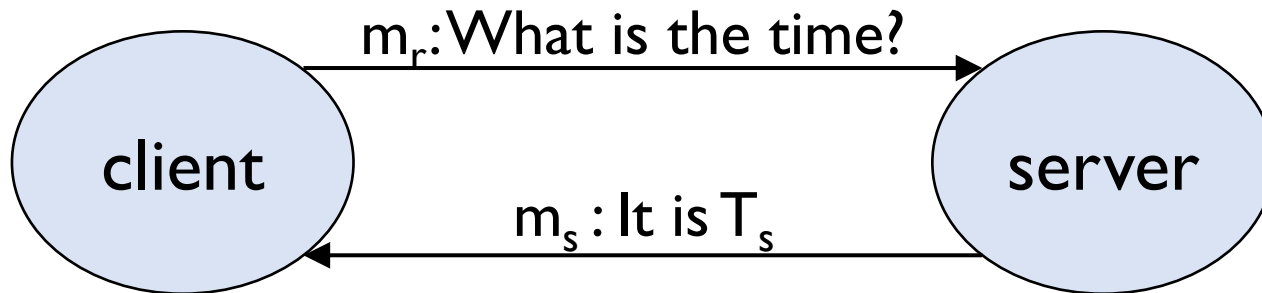 mᵣ: What is the time?
client
server
mₛ : It is Tₛ